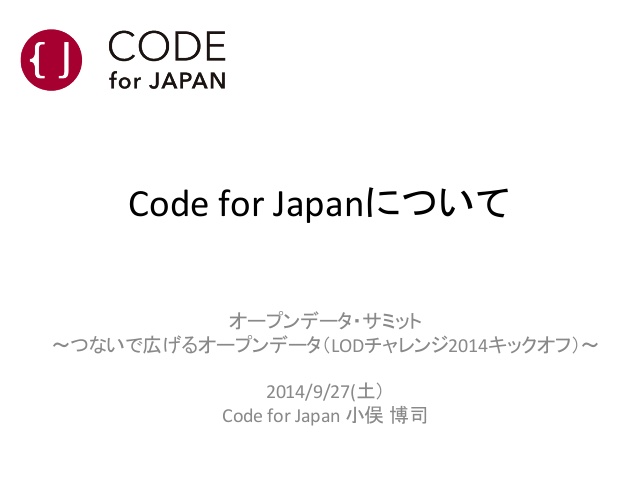 { J
CODE
for JAPAN
Code for Japanについて
オープンデータ・サミット
～つないで広げるオープンデータ（LODチャレンジ2014キックオフ）～
2014/9/27(土）
Code for Japan 小俣 博司